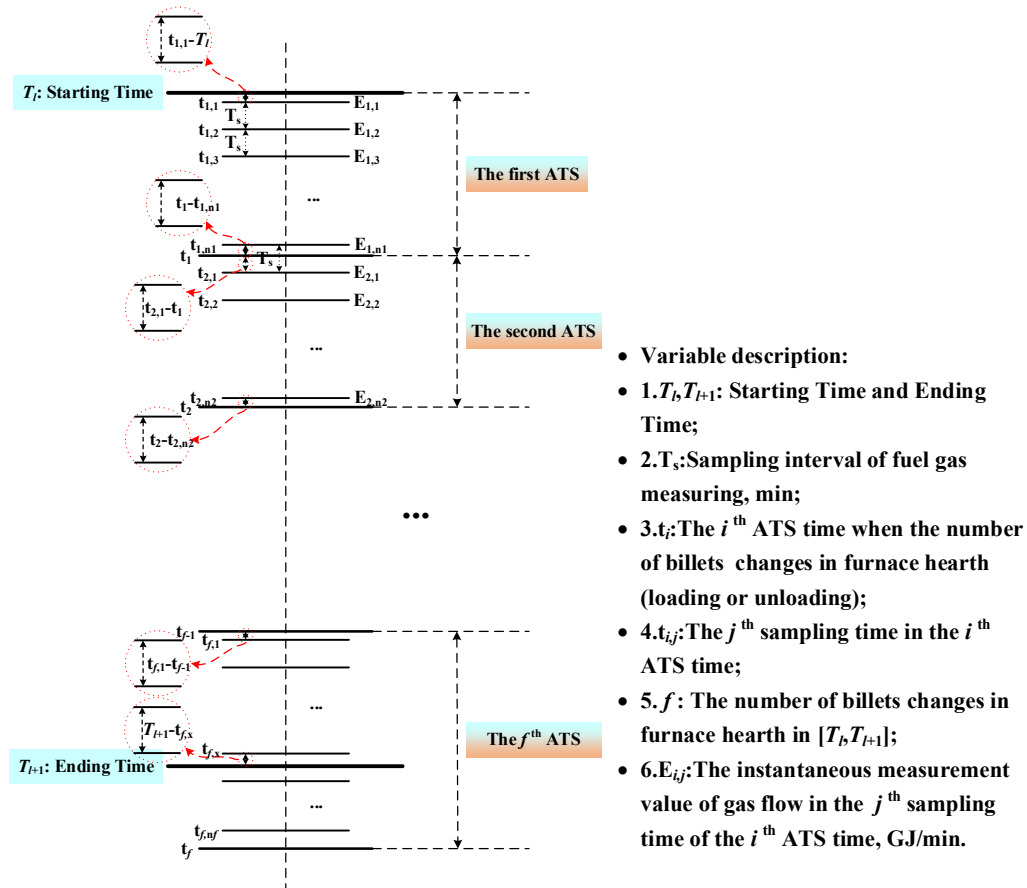 t1,1-Tl
Tl: Starting Time
t1,1 E1,1
Ts
t1,2 E1,2
Ts
t1,3 E1,3
The first ATS
t1-t1,n1
...
t1,n1 E1,n1
t1 Ts
t2,1 E2,1
t2,2 E2,2
t2,1-t1
The second ATS
...
t2,n2 E2,n2
t2
t2-t2,n2
...
tf-1
tf,1
tf,1-tf-1
...
Tl+1-tf,x
The f th ATS
tf,x
Tl+1: Ending Time
...
tf,nf
tf
• Variable description:
• 1.Tl,Tl+1: Starting Time and Ending
Time;
• 2.Ts:Sampling interval of fuel gas
measuring, min;
• 3.ti:The i th ATS time when the number
of billets changes in furnace hearth
(loading or unloading);
• 4.ti,j:The j th sampling time in the i th
ATS time;
• 5. f : The number of billets changes in
furnace hearth in [Tl,Tl+1];
• 6.Ei,j:The instantaneous measurement
value of gas flow in the j th sampling
time of the i th ATS time, GJ/min.